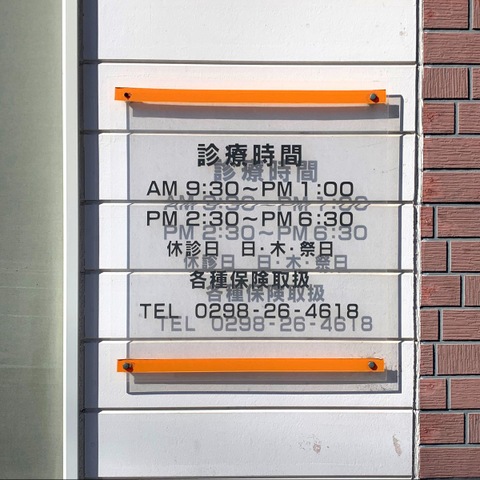 診療時間
AM 9:30～PM 1:00
PM 2:30～PM 6:30
休診日 日・木・祭日
各種保険取扱
TEL 0298-26-4618